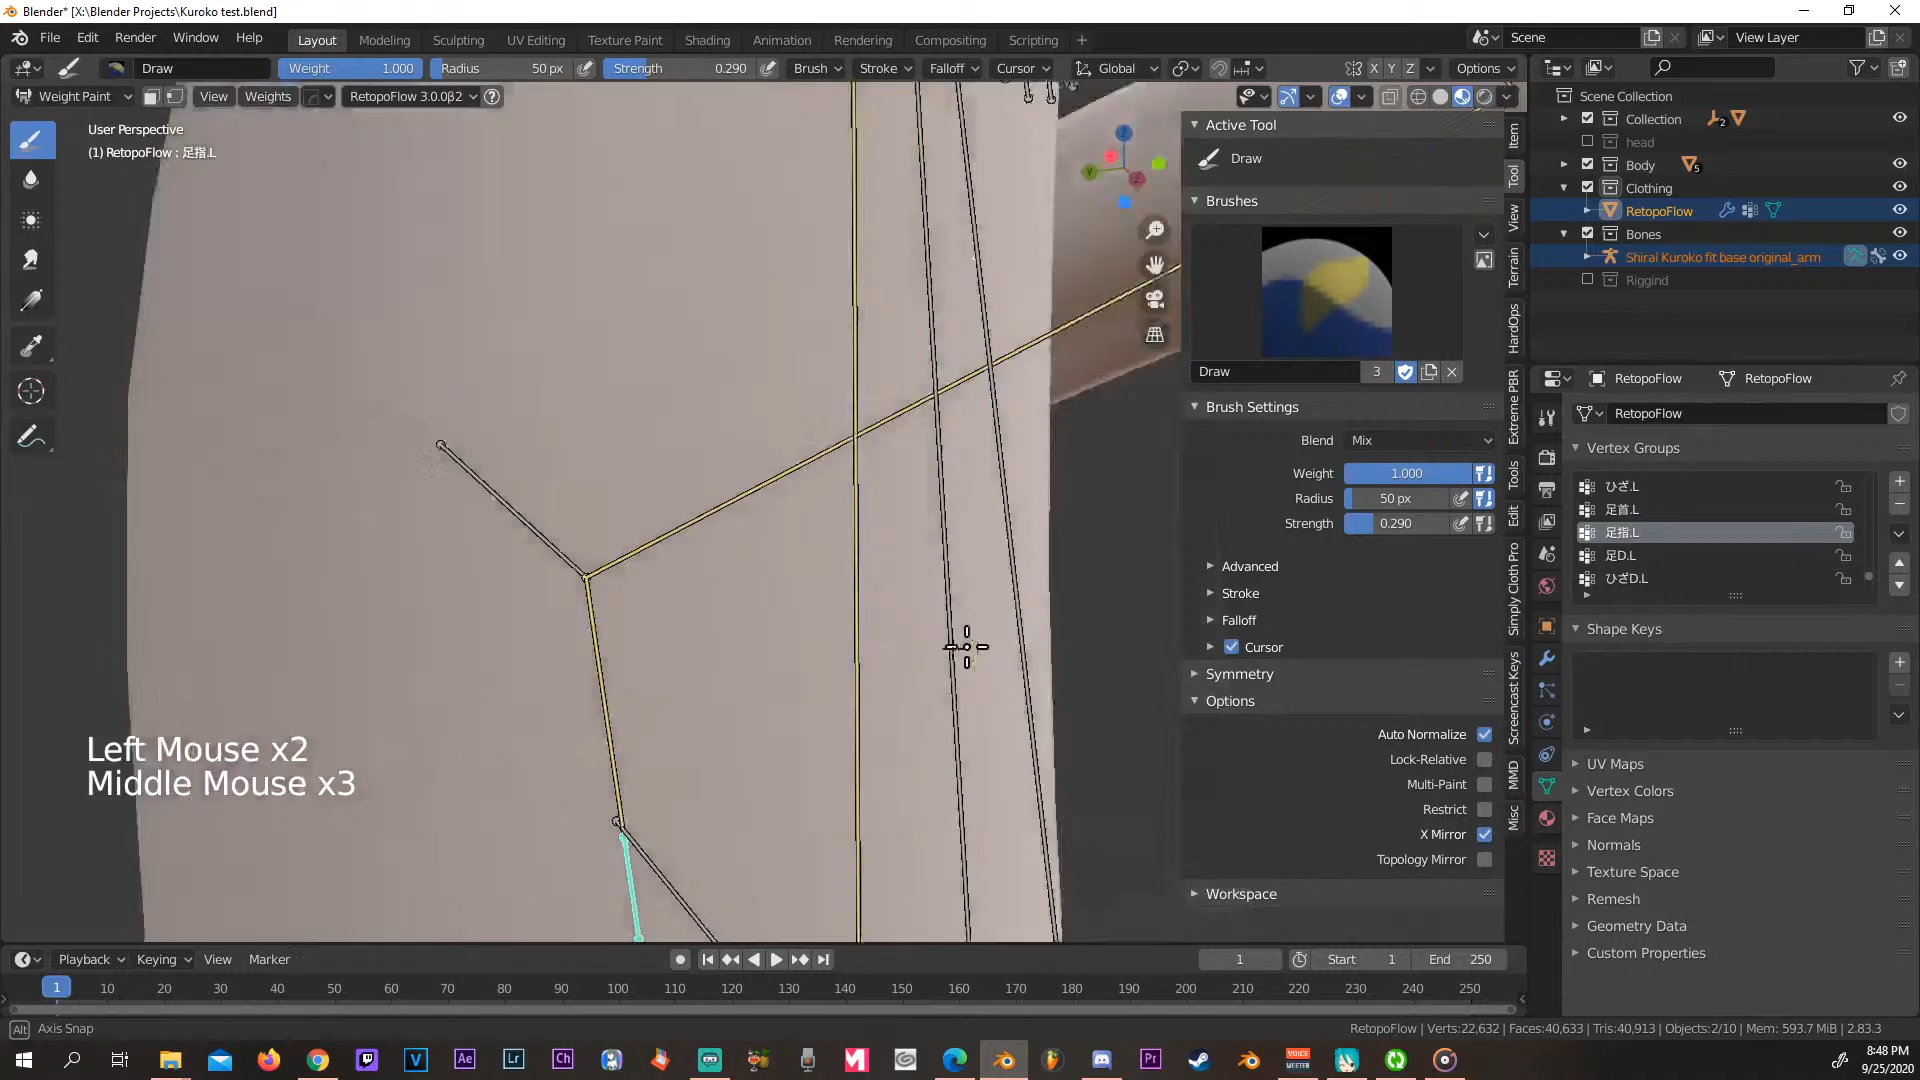 Blender* [X:\Blender Projects\Kuroko test.blend]
File Edit Render Window Help Layout Modeling Sculpting UV Editing Texture Paint Shading Animation Rendering Compositing Scripting + Scene View Layer
Draw Weight 1.000 Radius 50 px Strength 0.290 Brush Stroke Falloff Cursor Global X Y Z Options
Weight Paint View Weights RetopoFlow 3.0.0β2
User Perspective
(1) RetopoFlow : 足指.L
Left Mouse x2
Middle Mouse x3
Active Tool
Draw
Brushes
Draw 3
Brush Settings
Blend Mix
Weight 1.000
Radius 50 px
Strength 0.290
Advanced
Stroke
Falloff
Cursor
Symmetry
Options
Auto Normalize
Lock-Relative
Multi-Paint
Restrict
X Mirror
Topology Mirror
Workspace
Item
Tool
View
Terrain
HardOps
Extreme PBR
Tools
Edit
Simply Cloth Pro
Screencast Keys
MMD
Misc
Scene Collection
Collection 2
head
Body 5
Clothing
RetopoFlow
Bones
Shirai Kuroko fit base original_arm
Riggind
RetopoFlow RetopoFlow
RetopoFlow
Vertex Groups
ひざ.L
足首.L
足指.L
足D.L
ひざD.L
Shape Keys
UV Maps
Vertex Colors
Face Maps
Normals
Texture Space
Remesh
Geometry Data
Custom Properties
Playback Keying View Marker 1 Start 1 End 250
1 10 20 30 40 50 60 70 80 90 100 110 120 130 140 150 160 170 180 190 200 210 220 230 240 250
Alt Axis Snap RetopoFlow | Verts:22,632 | Faces:40,633 | Tris:40,913 | Objects:2/10 | Mem: 593.7 MiB | 2.83.3
V Ae Lr Ch Pr VOICE MEETER
8:48 PM
9/25/2020